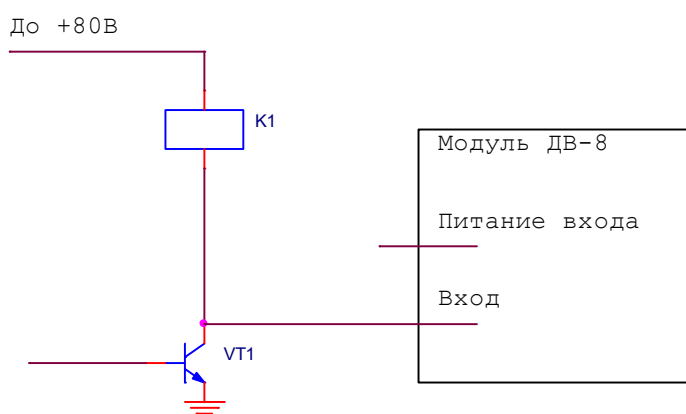 До +80В
K1
Модуль ДВ-8
Питание входа
Вход
VT1